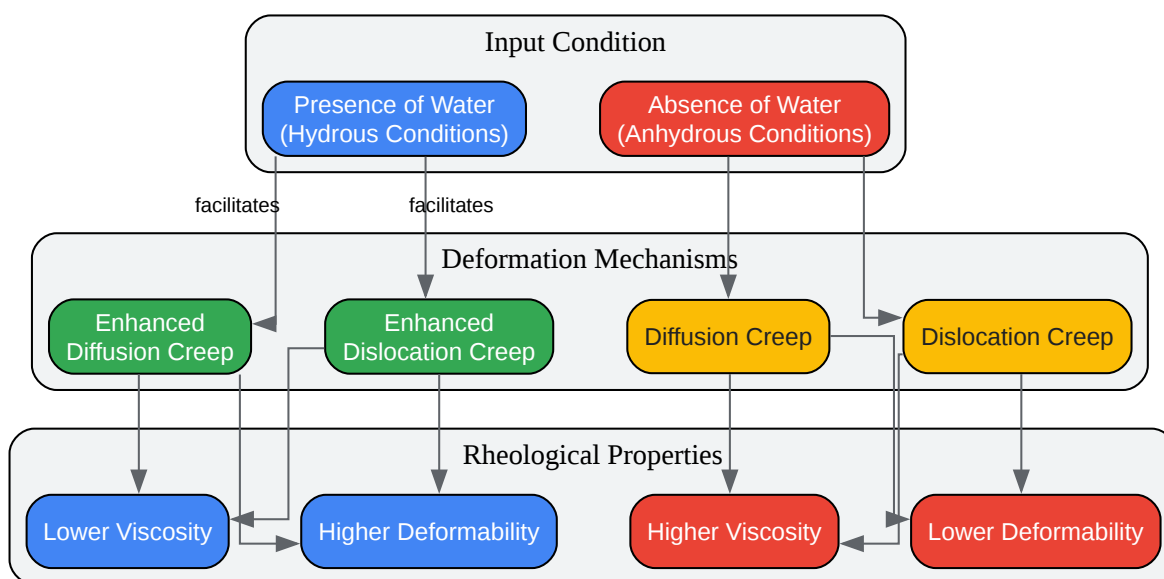 Input Condition
Presence of Water
(Hydrous Conditions)
Absence of Water
(Anhydrous Conditions)
facilitates
facilitates
Deformation Mechanisms
Enhanced
Diffusion Creep
Enhanced
Dislocation Creep
Diffusion Creep
Dislocation Creep
Rheological Properties
Lower Viscosity
Higher Deformability
Higher Viscosity
Lower Deformability